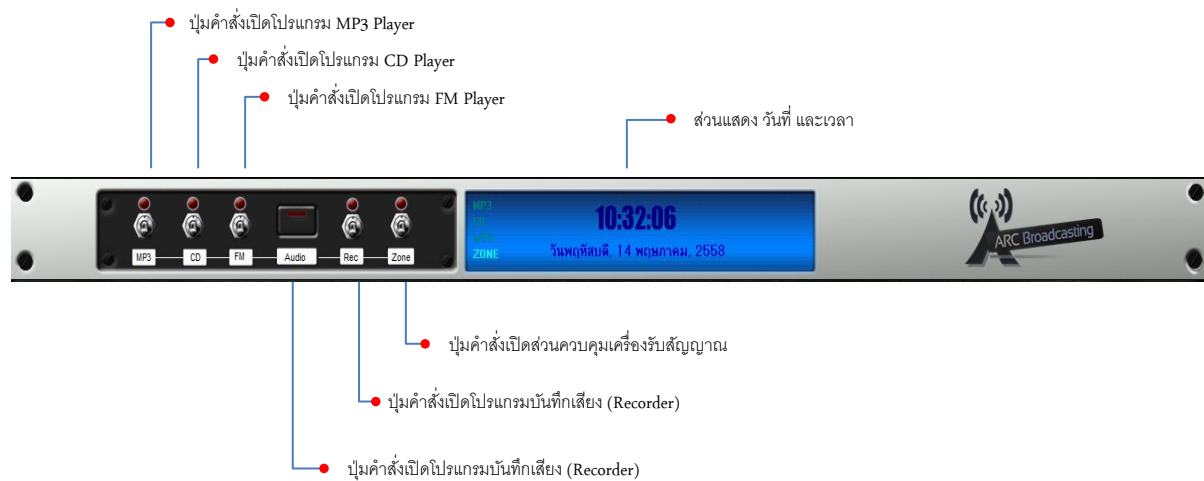 ปุ่มคำสั่งเปิดโปรแกรม MP3 Player
ปุ่มคำสั่งเปิดโปรแกรม CD Player
ปุ่มคำสั่งเปิดโปรแกรม FM Player
ส่วนแสดง วันที่ และเวลา
MP3
CD
ZONE
10:32:06
วันพฤหัสบดี, 14 พฤษภาคม, 2558
ARC Broadcasting
MP3 CD FM Audio Rec Zone
ปุ่มคำสั่งเปิดส่วนควบคุมเครื่องรับสัญญาณ
ปุ่มคำสั่งเปิดโปรแกรมบันทึกเสียง (Recorder)
ปุ่มคำสั่งเปิดโปรแกรมบันทึกเสียง (Recorder)